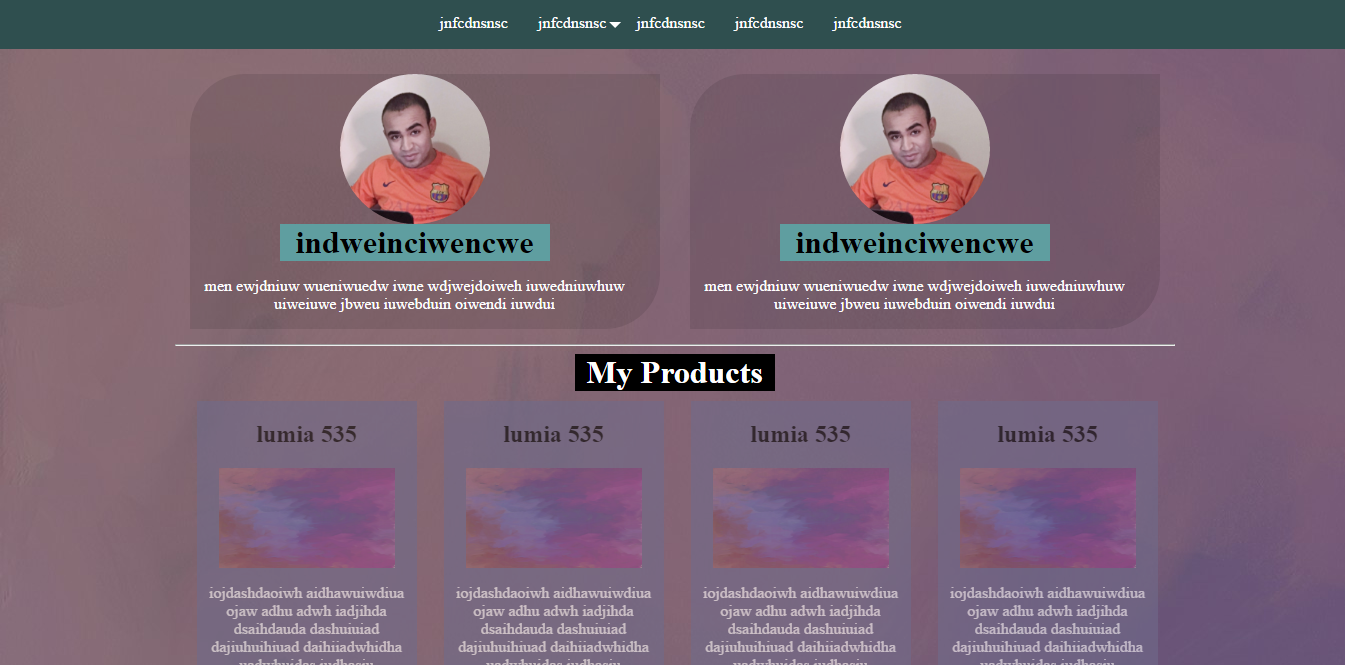 jnfcdnsnsc jnfcdnsnsc jnfcdnsnsc jnfcdnsnsc jnfcdnsnsc
indweinciwencwe
men ewjdniuw wueniwuedw iwne wdjwejdoiweh iuwedniuwhuw
uiweiuwe jbweu iuwebduin oiwendi iuwdui
indweinciwencwe
men ewjdniuw wueniwuedw iwne wdjwejdoiweh iuwedniuwhuw
uiweiuwe jbweu iuwebduin oiwendi iuwdui
My Products
lumia 535
iojdashdaoiwh aidhawuiwdiua
ojaw adhu adwh iadjihda
dsaihdauda dashuiuiad
dajiuhuihiuad daihiiadwhidha
lumia 535
iojdashdaoiwh aidhawuiwdiua
ojaw adhu adwh iadjihda
dsaihdauda dashuiuiad
dajiuhuihiuad daihiiadwhidha
lumia 535
iojdashdaoiwh aidhawuiwdiua
ojaw adhu adwh iadjihda
dsaihdauda dashuiuiad
dajiuhuihiuad daihiiadwhidha
lumia 535
iojdashdaoiwh aidhawuiwdiua
ojaw adhu adwh iadjihda
dsaihdauda dashuiuiad
dajiuhuihiuad daihiiadwhidha